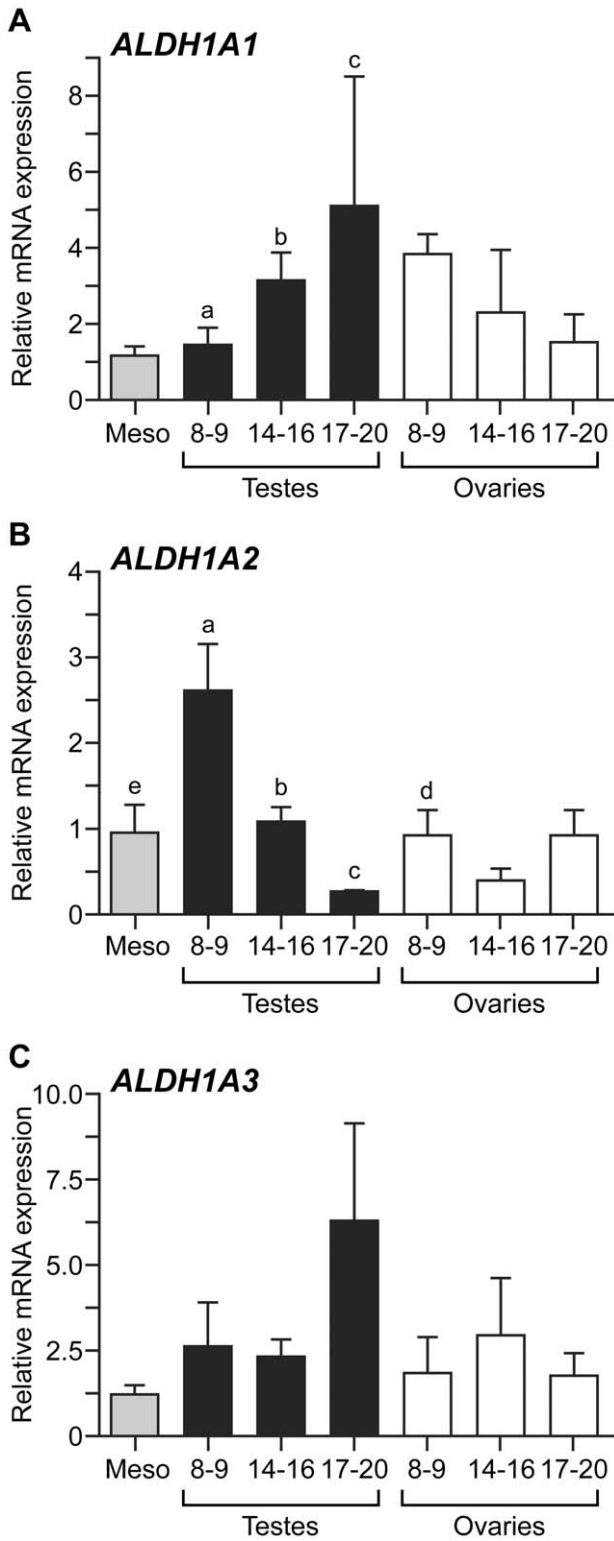 A
ALDH1A1
Relative mRNA expression
8
6
4
2
0
a
b
c
Meso 8-9 14-16 17-20 8-9 14-16 17-20
Testes Ovaries
B
ALDH1A2
Relative mRNA expression
4
3
2
1
0
e
a
b
c
d
Meso 8-9 14-16 17-20 8-9 14-16 17-20
Testes Ovaries
C
ALDH1A3
Relative mRNA expression
10.0
7.5
5.0
2.5
0
Meso 8-9 14-16 17-20 8-9 14-16 17-20
Testes Ovaries